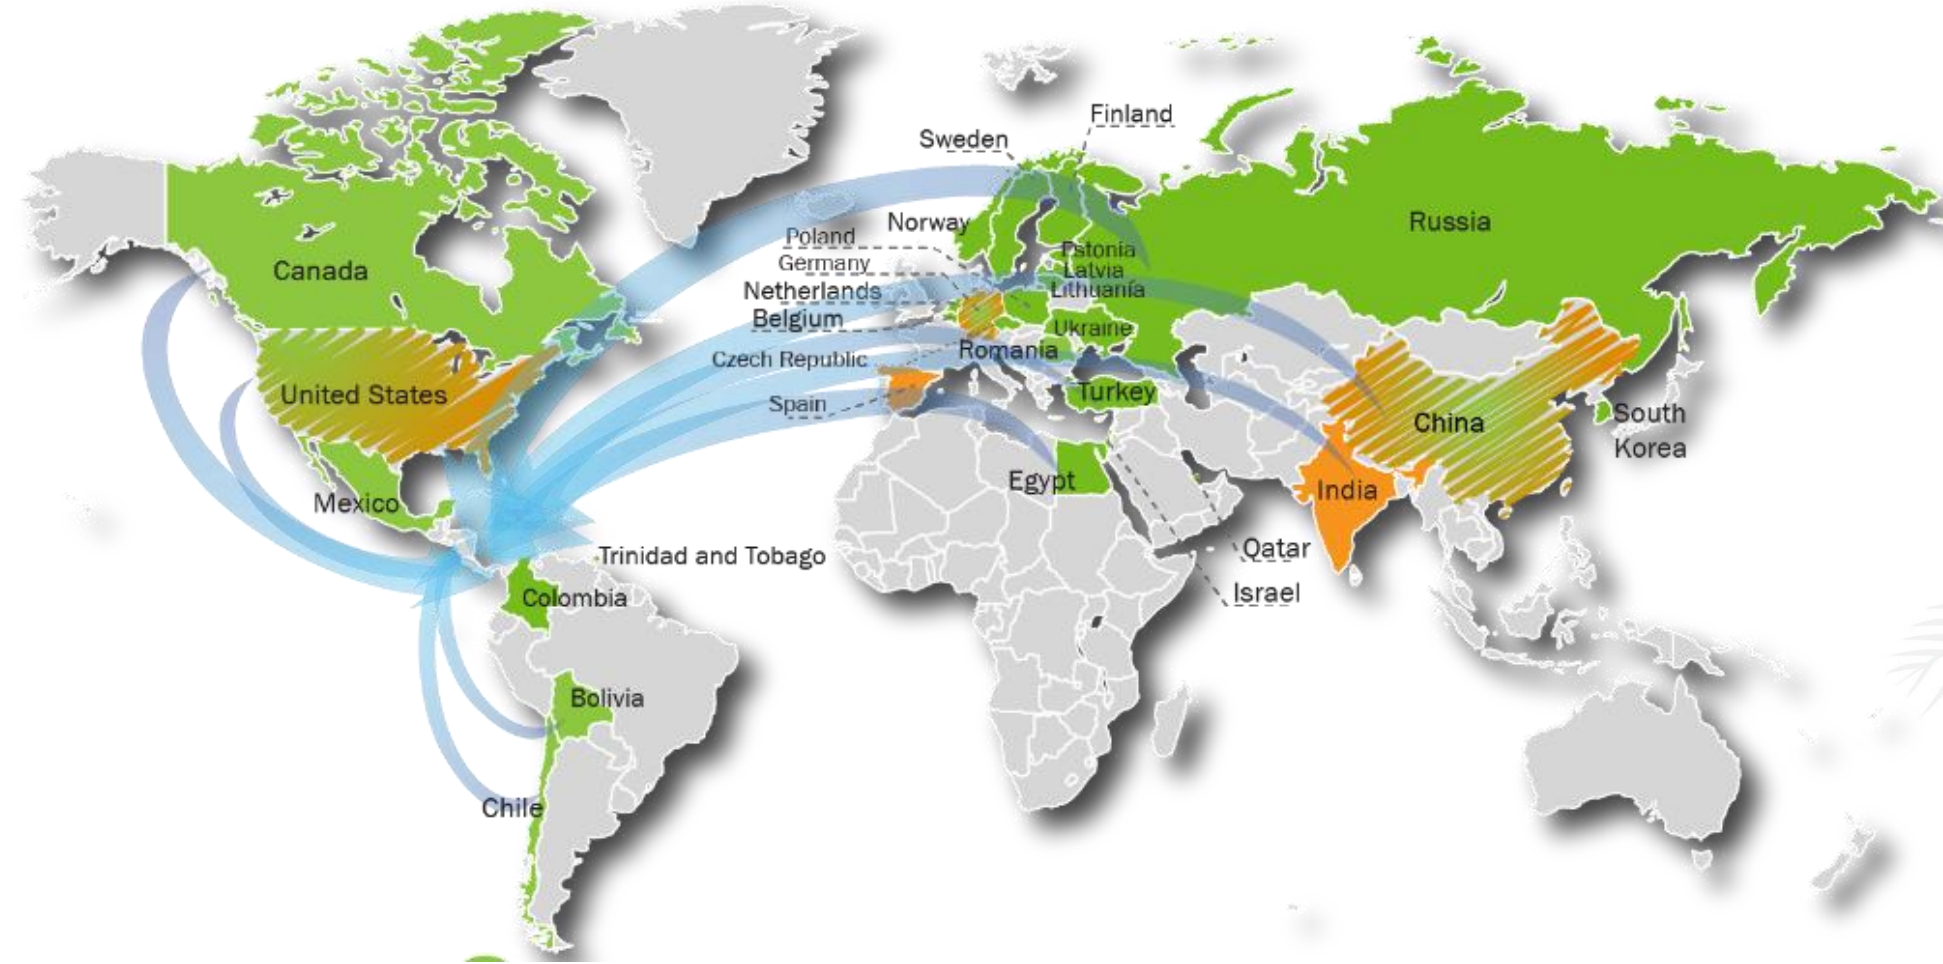 Finland
Sweden
Norway
Russia
Poland
Estonia
Germany
Latvia
Canada
Netherlands
Lithuania
Belgium
Ukraine
Romania
Czech Republic
United States
Turkey
Spain
China
South
Korea
Egypt
India
Mexico
Qatar
Trinidad and Tobago
Israel
Colombia
Bolivia
Chile